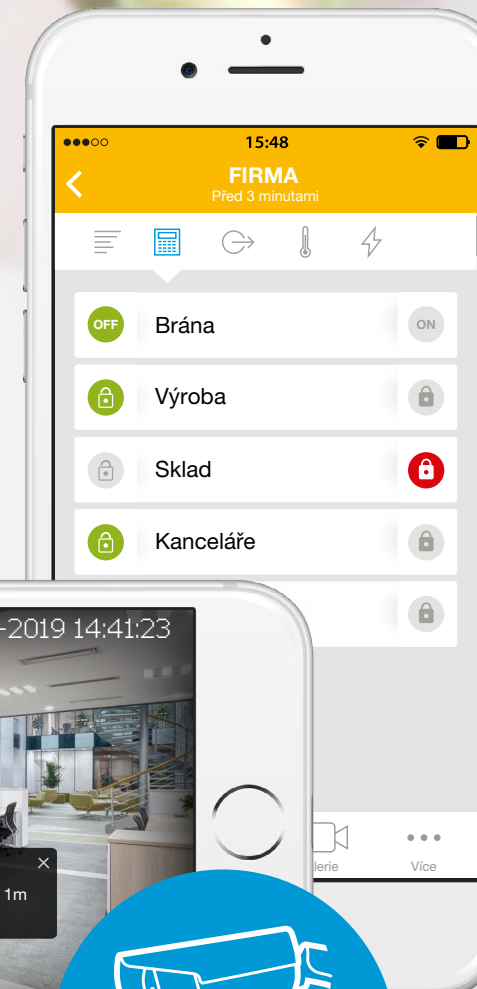 15:48
FIRMA
Před 3 minutami
OFF Brána ON
Výroba
Sklad
Kanceláře
-2019 14:41:23
1m
lerie Více